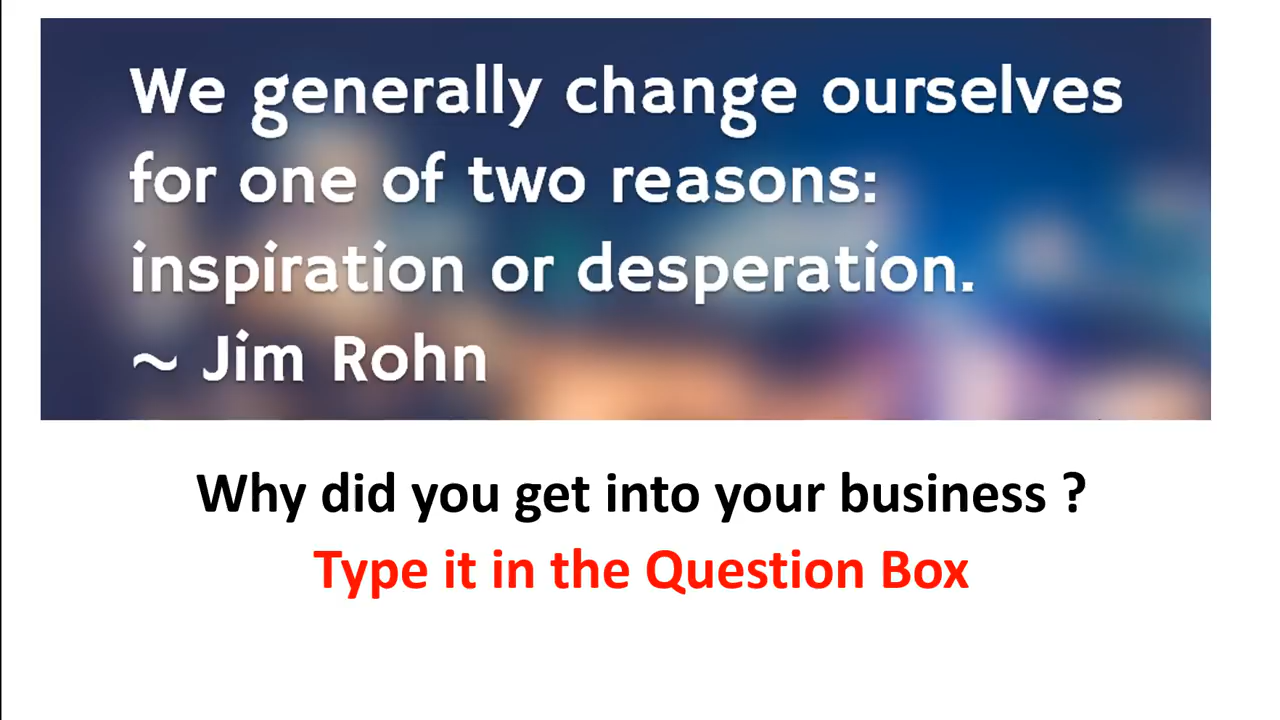 We generally change ourselves
for one of two reasons:
inspiration or desperation.
~ Jim Rohn
Why did you get into your business ?
Type it in the Question Box